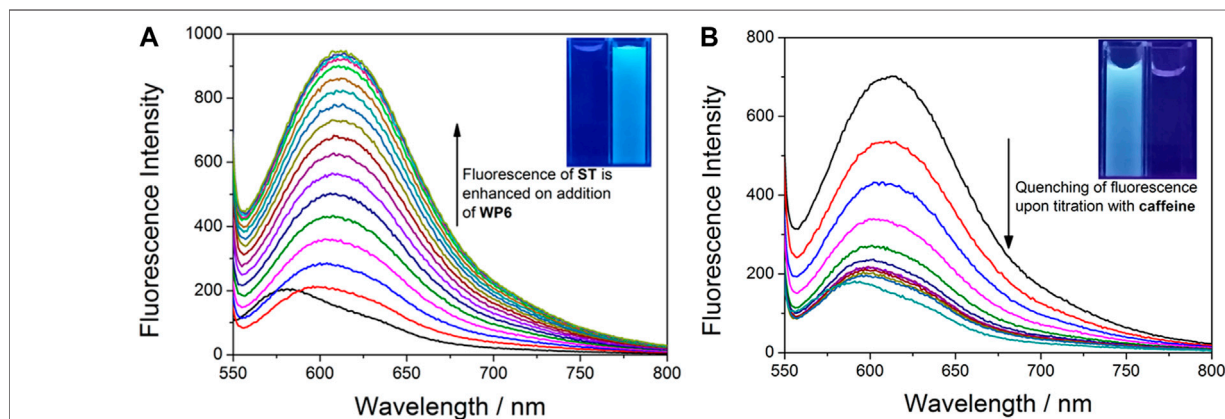 A
1000
800
600
400
200
0
Fluorescence Intensity
550
600
650
700
750
800
Wavelength / nm
Fluorescence of ST is
enhanced on addition
of WP6
B
800
600
400
200
0
Fluorescence Intensity
550
600
650
700
750
800
Wavelength / nm
Quenching of fluorescence
upon titration with caffeine